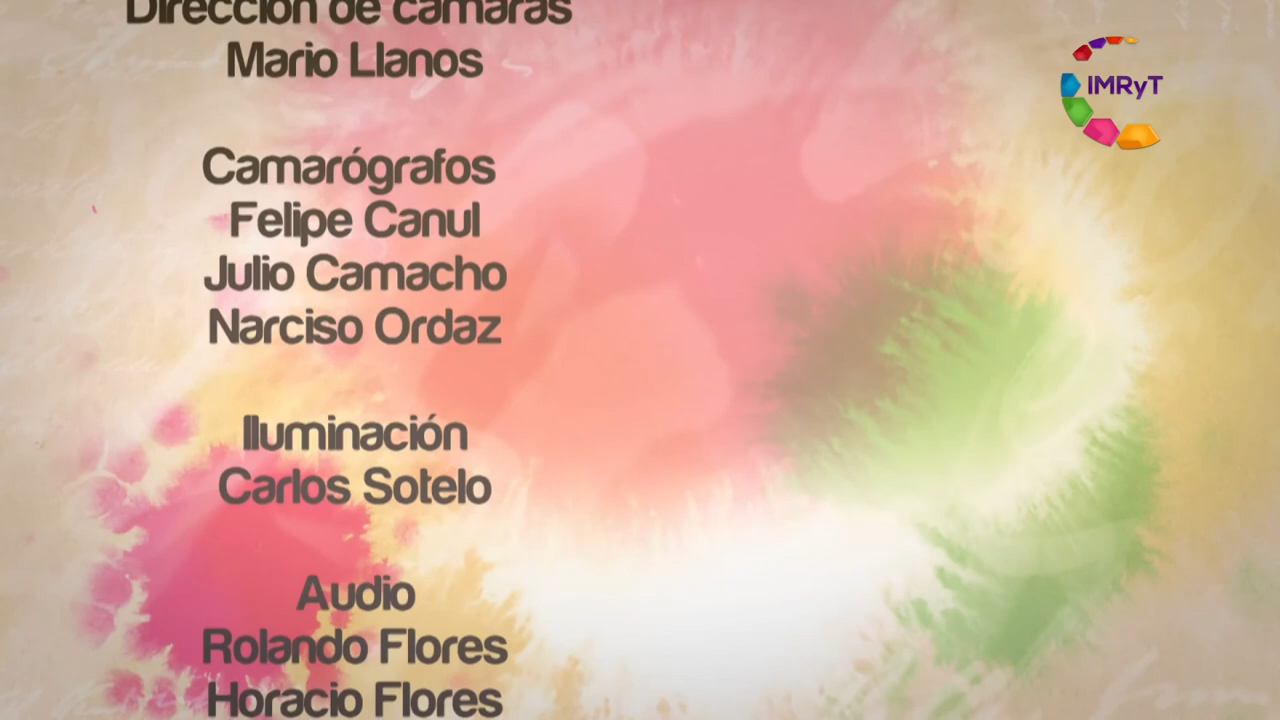 Dirección de cámaras
Mario Llanos
IMRyT
Camarógrafos
Felipe Canul
Julio Camacho
Narciso Ordaz
Iluminación
Carlos Sotelo
Audio
Rolando Flores
Horacio Flores